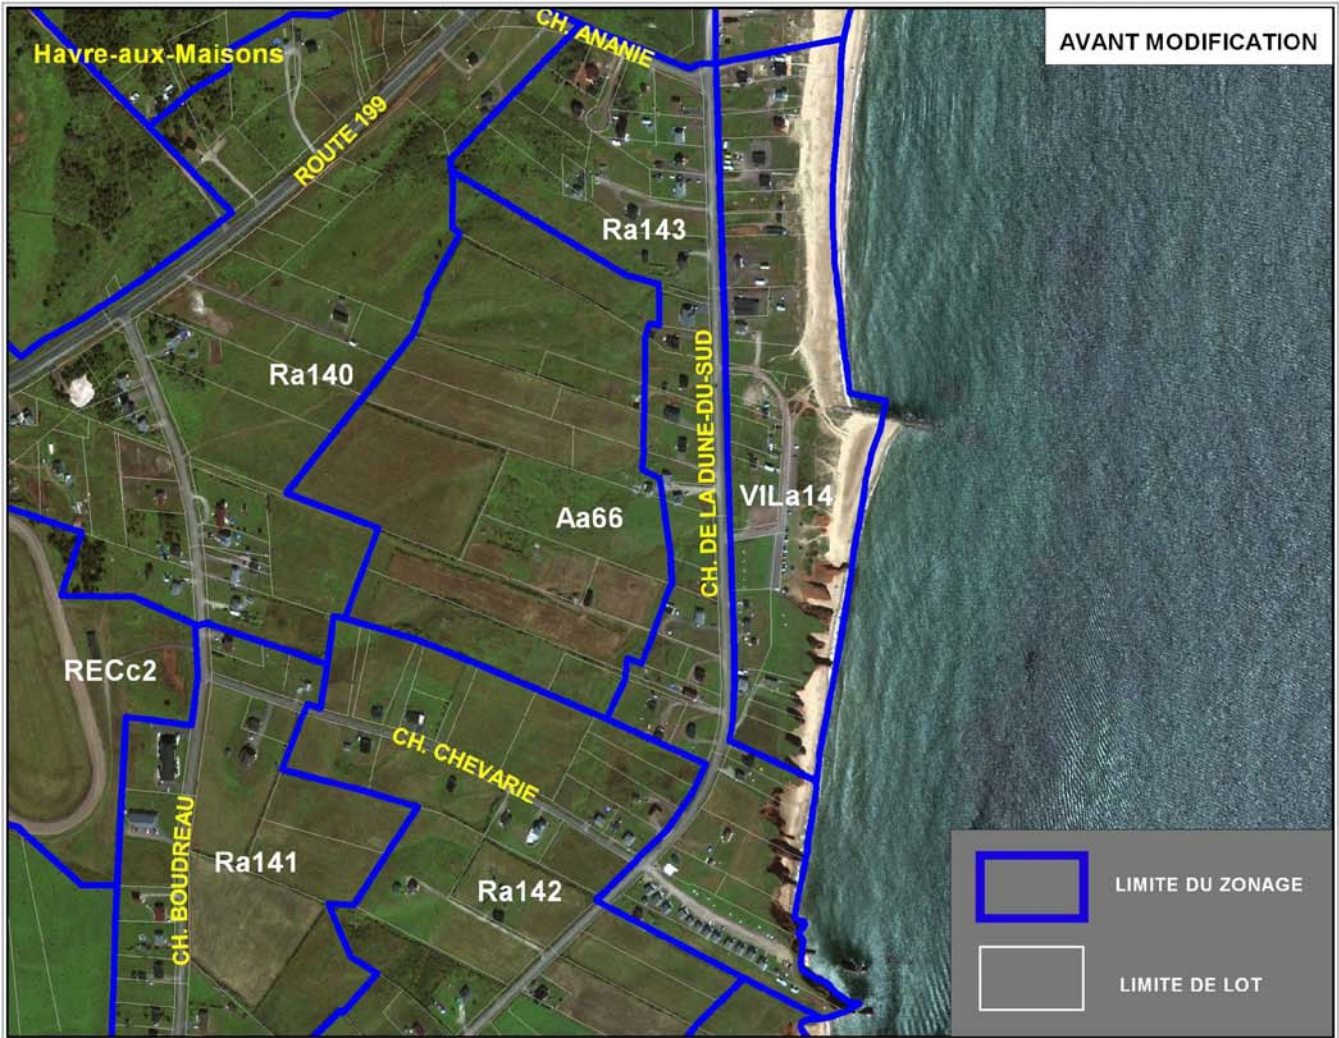 AVANT MODIFICATION
Havre-aux-Maisons
CH. ANANIE
ROUTE 199
Ra143
Ra140
CH. DE LA DUNE-DU-SUD
VILa14
Aa66
RECc2
CH. CHEVARIE
CH. BOUDREAU
Ra141
Ra142
LIMITE DU ZONAGE
LIMITE DE LOT